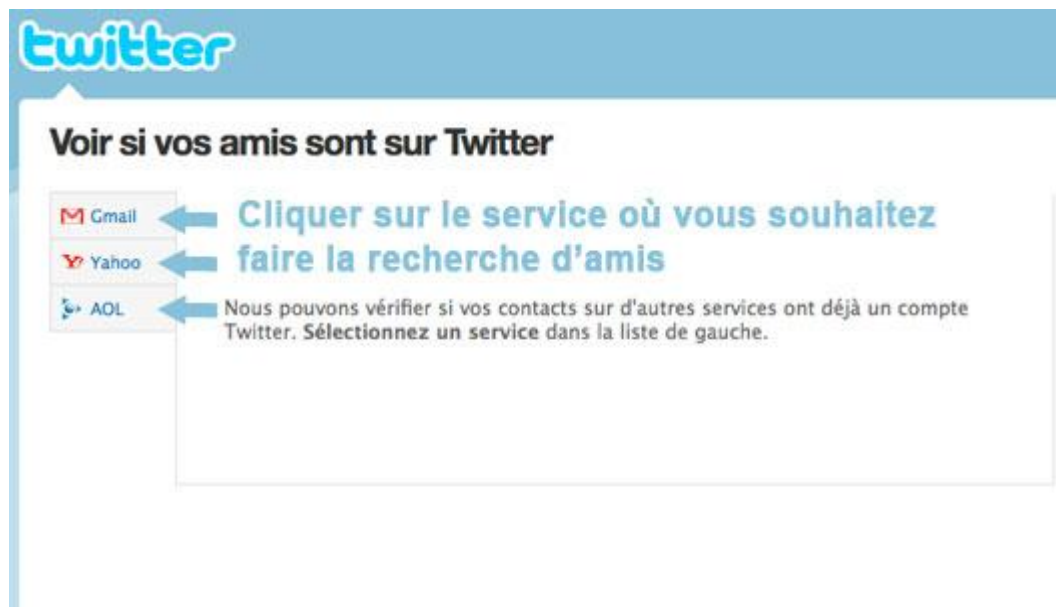 twitter
Voir si vos amis sont sur Twitter
Gmail
Cliquer sur le service où vous souhaitez
faire la recherche d'amis
Yahoo
AOL
Nous pouvons vérifier si vos contacts sur d'autres services ont déjà un compte
Twitter. Sélectionnez un service dans la liste de gauche.